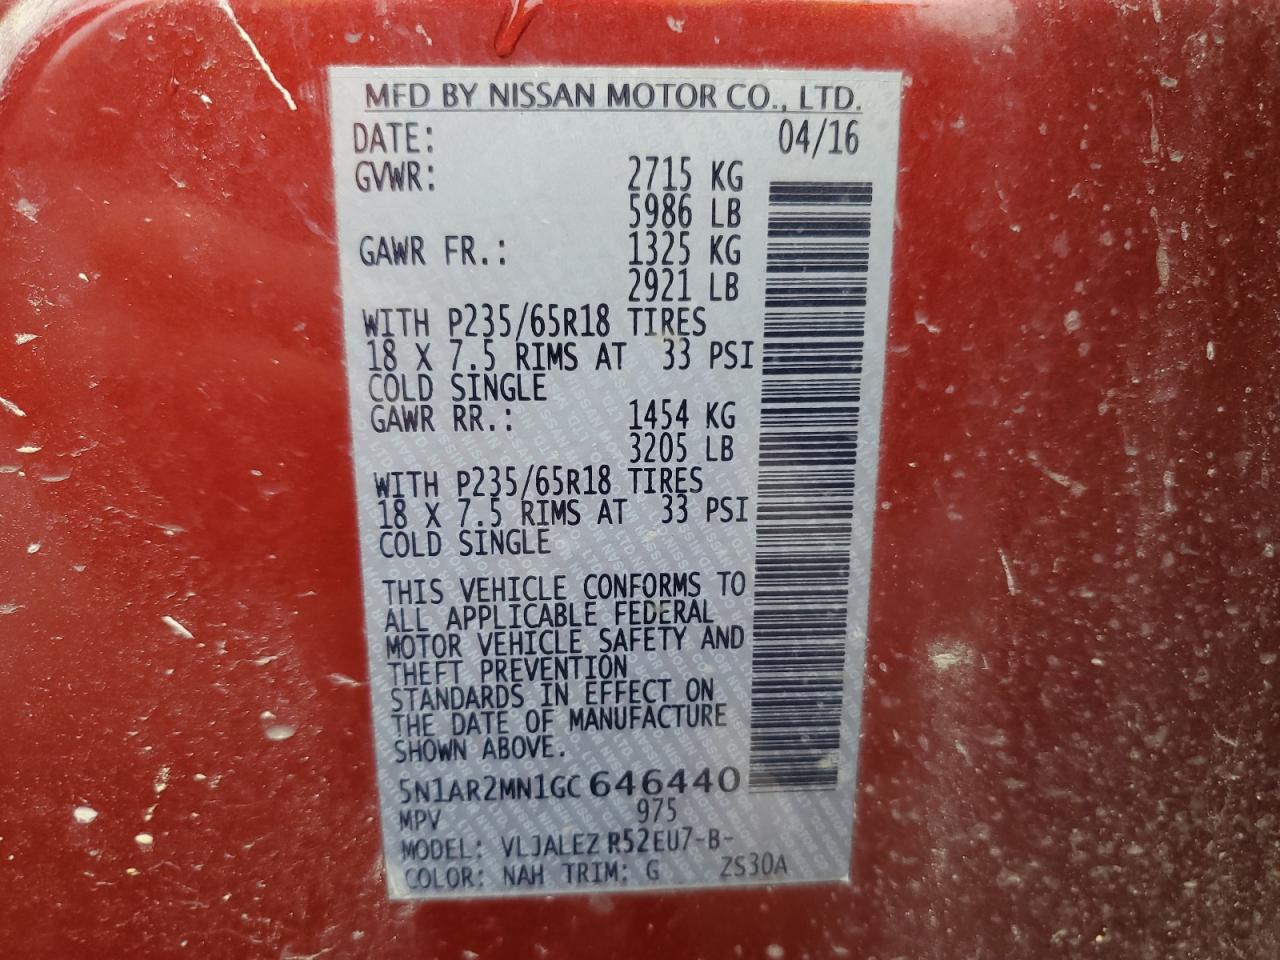 MFD BY NISSAN MOTOR CO., LTD.
DATE: 04/16
GVWR: 2715 KG
5986 LB
GAWR FR.: 1325 KG
2921 LB
WITH P235/65R18 TIRES
18 X 7.5 RIMS AT 33 PSI
COLD SINGLE
GAWR RR.: 1454 KG
3205 LB
WITH P235/65R18 TIRES
18 X 7.5 RIMS AT 33 PSI
COLD SINGLE
THIS VEHICLE CONFORMS TO
ALL APPLICABLE FEDERAL
MOTOR VEHICLE SAFETY AND
THEFT PREVENTION
STANDARDS IN EFFECT ON
THE DATE OF MANUFACTURE
SHOWN ABOVE.
5N1AR2MN1GC646440
MPV 975
MODEL: VLJALEZ R52EU7-B-
COLOR: NAH TRIM: G ZS30A